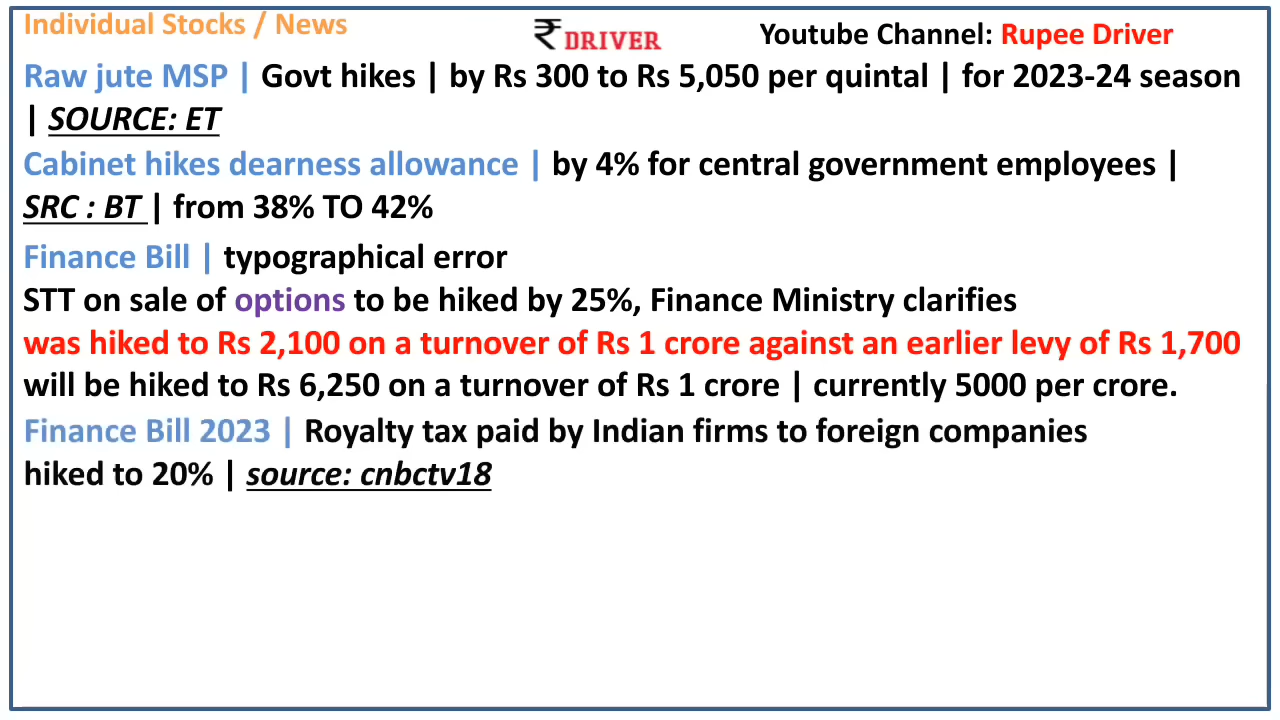 Individual Stocks / News
₹ DRIVER
Youtube Channel: Rupee Driver
Raw jute MSP | Govt hikes | by Rs 300 to Rs 5,050 per quintal | for 2023-24 season
| SOURCE: ET
Cabinet hikes dearness allowance | by 4% for central government employees |
SRC : BT | from 38% TO 42%
Finance Bill | typographical error
STT on sale of options to be hiked by 25%, Finance Ministry clarifies
was hiked to Rs 2,100 on a turnover of Rs 1 crore against an earlier levy of Rs 1,700
will be hiked to Rs 6,250 on a turnover of Rs 1 crore | currently 5000 per crore.
Finance Bill 2023 | Royalty tax paid by Indian firms to foreign companies
hiked to 20% | source: cnbctv18